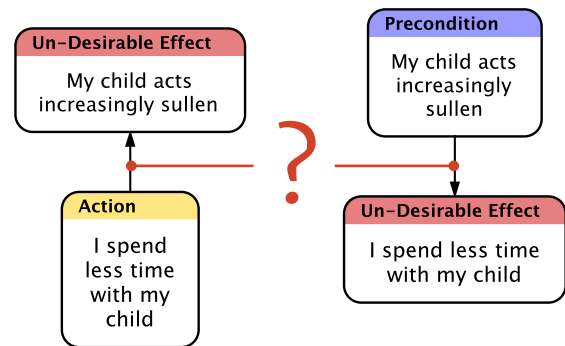 Un-Desirable Effect
My child acts
increasingly sullen
Action
I spend
less time
with my
child
?
Precondition
My child acts
increasingly
sullen
Un-Desirable Effect
I spend less time
with my child